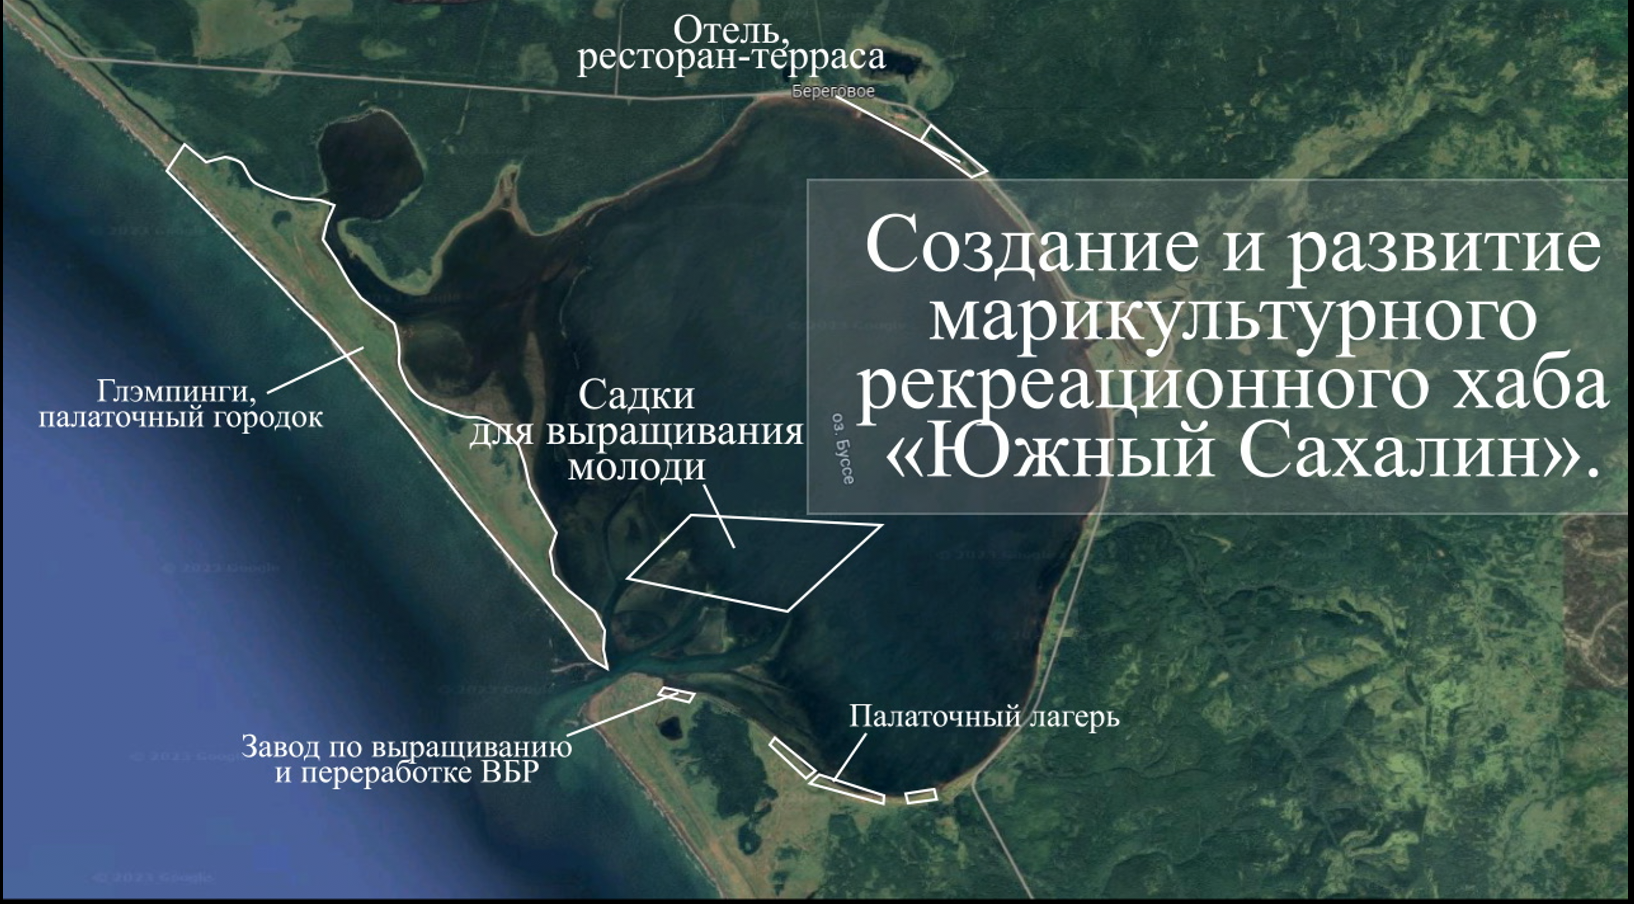 Отель,
ресторан-терраса
Береговое
Создание и развитие
марикультурного
рекреационного хаба
«Южный Сахалин».
Глэмпинги,
палаточный городок
Садки
для выращивания
молоди
оз. Буссе
Палаточный лагерь
Завод по выращиванию
и переработке ВБР